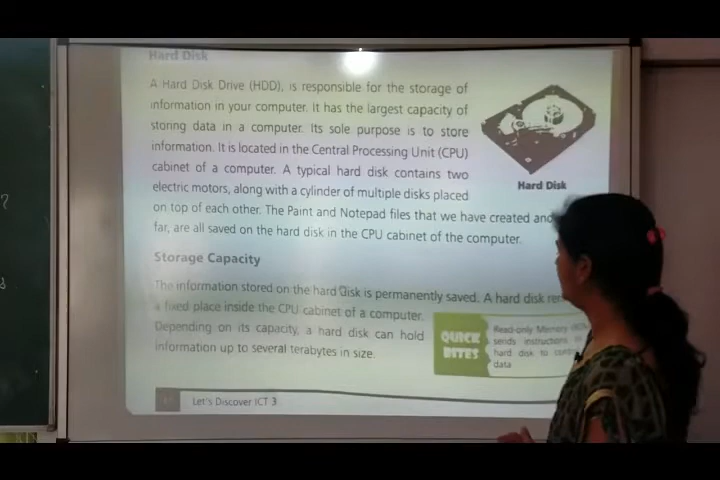 Hard Disk
A Hard Disk Drive (HDD), is responsible for the storage of
information in your computer. It has the largest capacity of
storing data in a computer. Its sole purpose is to store
information. It is located in the Central Processing Unit (CPU)
cabinet of a computer. A typical hard disk contains two
electric motors, along with a cylinder of multiple disks placed
on top of each other. The Paint and Notepad files that we have created and
far, are all saved on the hard disk in the CPU cabinet of the computer.
Hard Disk
Storage Capacity
The information stored on the hard disk is permanently saved. A hard disk
a fixed place inside the CPU cabinet of a computer.
Depending on its capacity, a hard disk can hold
information up to several terabytes in size.
QUICK
BITES
Read-only Memory
sends instructions
hard disk to
data
Let's Discover ICT 3